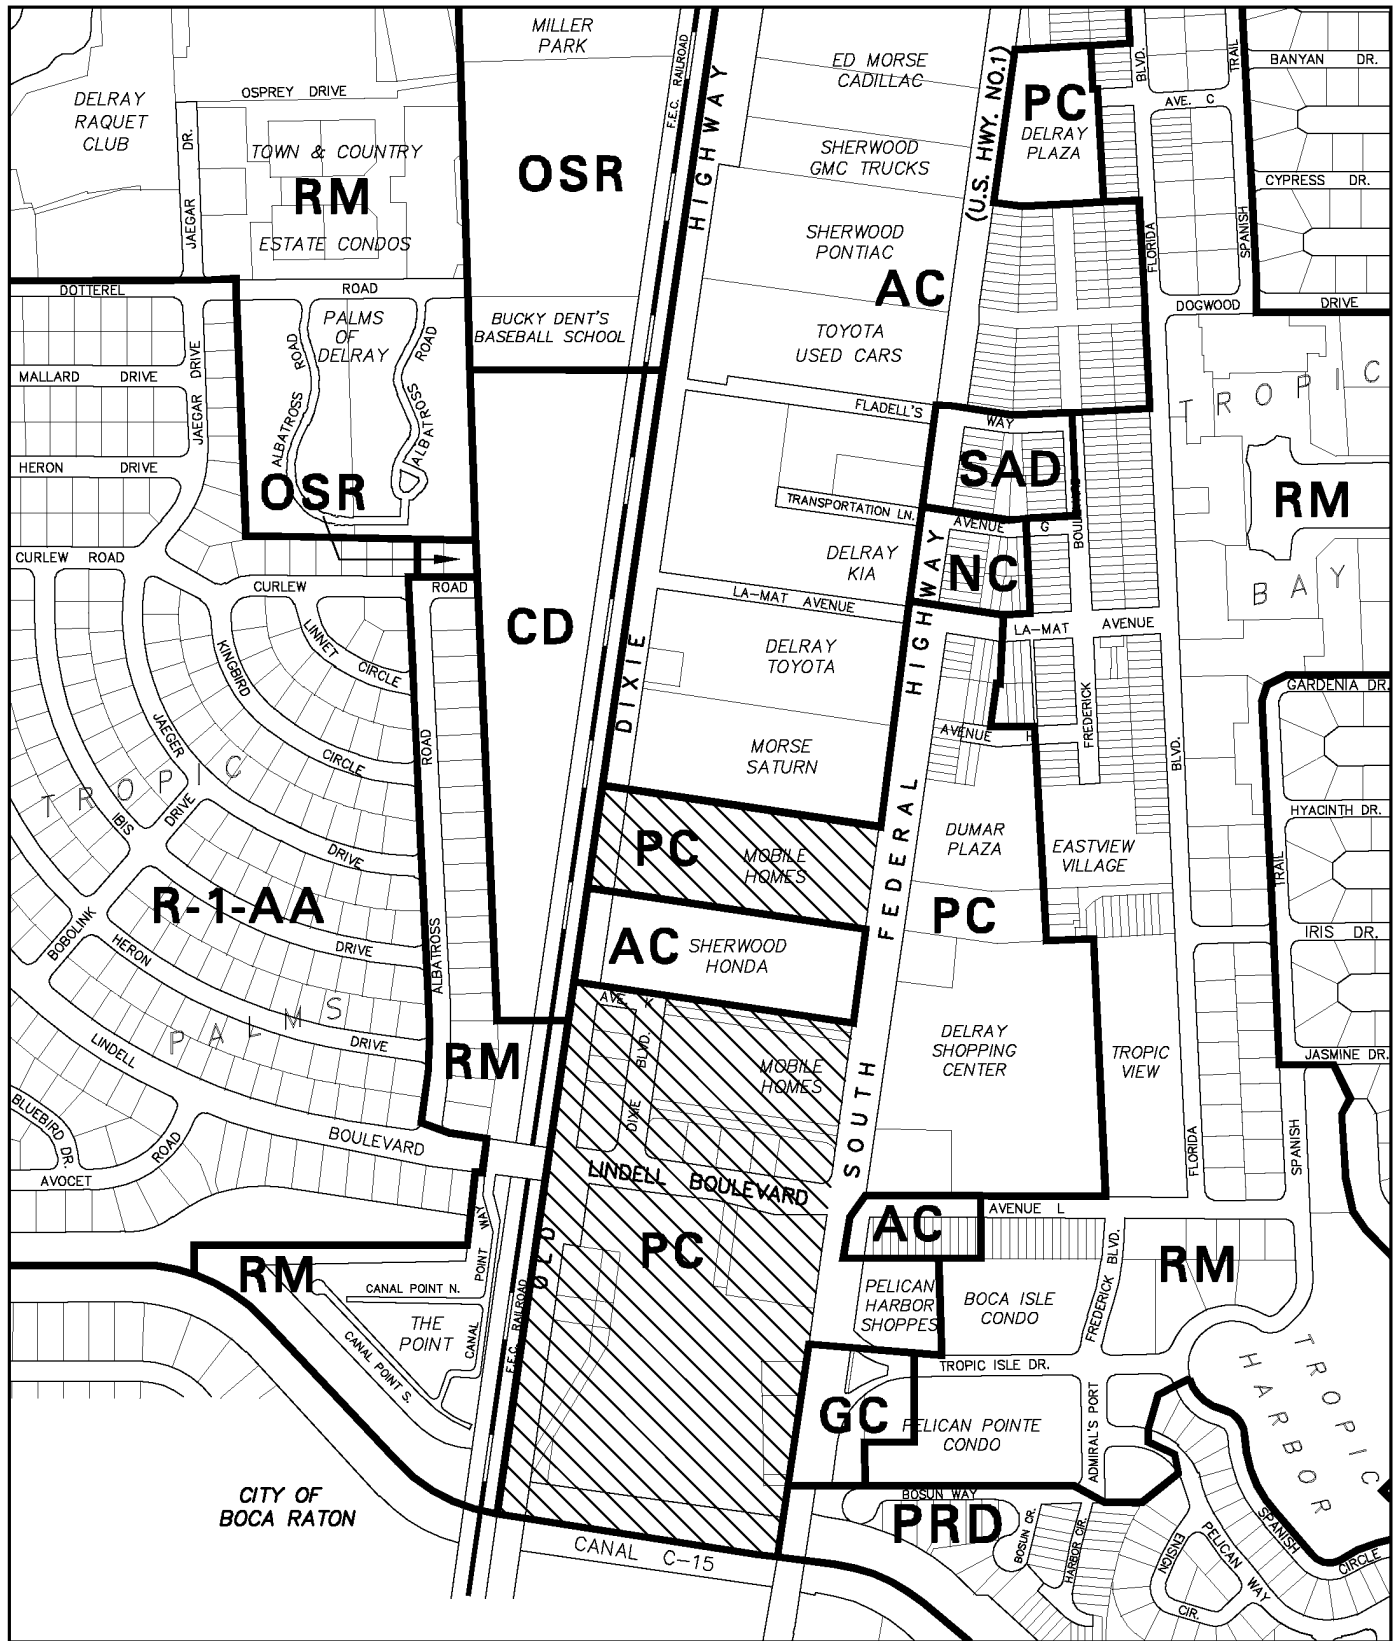 MILLER
PARK
F.E.C. RAILROAD
HIGHWAY
ED MORSE
CADILLAC
(U.S. HWY. NO.1)
PC
DELRAY
PLAZA
BLVD.
TRAIL
BANYAN DR.
AVE. C
DELRAY
RAQUET
CLUB
OSPREY DRIVE
JAEGAR DR.
TOWN & COUNTRY
RM
ESTATE CONDOS
OSR
SHERWOOD
GMC TRUCKS
CYPRESS DR.
SHERWOOD
PONTIAC
FLORIDA
SPANISH
AC
DOTTEREL ROAD
DOGWOOD DRIVE
PALMS
OF
DELRAY
ALBATROSS ROAD
ALBATROSS ROAD
BUCKY DENT'S
BASEBALL SCHOOL
TOYOTA
USED CARS
MALLARD DRIVE
JAEGAR DRIVE
FLADELL'S WAY
TROPIC
HERON DRIVE
OSR
SAD
RM
TRANSPORTATION LN.
AVENUE G
BOULEVARD
CURLEW ROAD
DELRAY
KIA
NC
BAY
CURLEW ROAD
LA-MAT AVENUE
LA-MAT AVENUE
CD
LINNET CIRCLE
KINGBIRD CIRCLE
DIXIE
DELRAY
TOYOTA
HIGHWAY
GARDENIA DR.
JAEGER DRIVE
ROAD
AVENUE H
FREDERICK
BLVD.
MORSE
SATURN
TROPIC
IBIS DRIVE
HYACINTH DR.
PC
MOBILE
HOMES
FEDERAL
DUMAR
PLAZA
EASTVIEW
VILLAGE
TRAIL
R-1-AA
PC
BOBOLINK
HERON DRIVE
DRIVE
ALBATROSS
AC
SHERWOOD
HONDA
IRIS DR.
PALMS
AVE. K
LINDELL
RM
DIXIE BLVD.
MOBILE
HOMES
DELRAY
SHOPPING
CENTER
TROPIC
VIEW
JASMINE DR.
BLUEBIRD DR.
ROAD
BOULEVARD
AVOCET
SOUTH
FLORIDA
SPANISH
LINDELL BOULEVARD
AC
AVENUE L
POINT WAY
OLD
PC
RM
RM
CANAL POINT N.
THE
POINT
CANAL
CANAL POINT S.
F.E.C. RAILROAD
PELICAN
HARBOR
SHOPPES
BOCA ISLE
CONDO
FREDERICK BLVD.
TROPIC ISLE DR.
TROPIC
HARBOR
GC
PELICAN POINTE
CONDO
ADMIRAL'S PORT
CITY OF
BOCA RATON
BOSUN WAY
PRD
BOSUN CR.
HARBOR CIR.
ENSIGN CIR.
PELICAN WAY
SPANISH CIRCLE
CANAL C-15